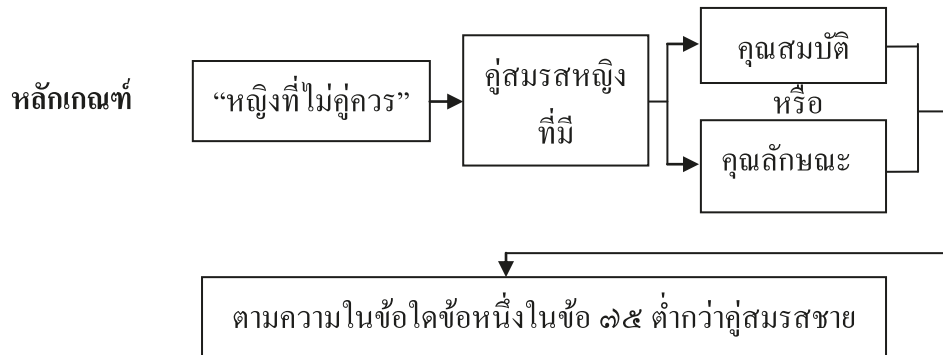 หลักเกณฑ์
“หญิงที่ไม่คู่ควร”
คู่สมรสหญิง
ที่มี
คุณสมบัติ
หรือ
คุณลักษณะ
ตามความในข้อใดข้อหนึ่งในข้อ ๗๕ ต่ำกว่าคู่สมรสชาย